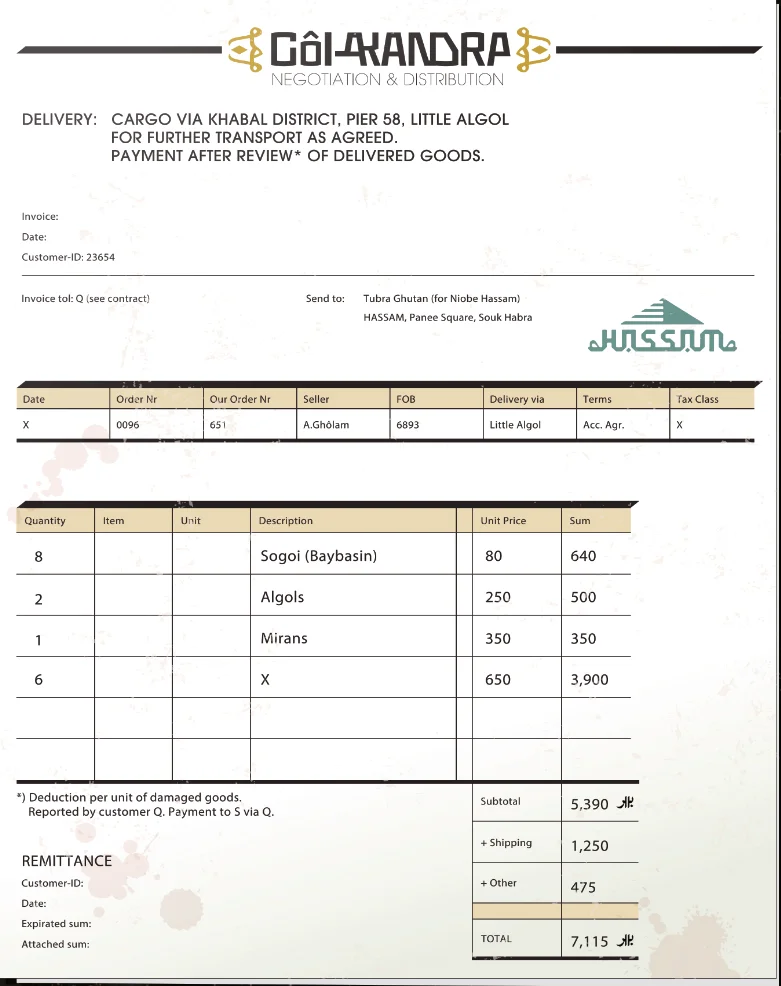 GÔLAKANDRA
NEGOTIATION & DISTRIBUTION
DELIVERY: CARGO VIA KHABAL DISTRICT, PIER 58, LITTLE ALGOL
FOR FURTHER TRANSPORT AS AGREED.
PAYMENT AFTER REVIEW* OF DELIVERED GOODS.
Invoice:
Date:
Customer-ID: 23654
Invoice tol: Q (see contract) Send to: Tubra Ghutan (for Niobe Hassam)
HASSAM, Panee Square, Souk Habra
HASSAM
Date Order Nr Our Order Nr Seller FOB Delivery via Terms Tax Class
X 0096 651 A.Ghôlam 6893 Little Algol Acc. Agr. X
Quantity Item Unit Description Unit Price Sum
8 Sogoi (Baybasin) 80 640
2 Algols 250 500
1 Mirans 350 350
6 X 650 3,900
*) Deduction per unit of damaged goods.
Reported by customer Q. Payment to S via Q.
Subtotal 5,390
+ Shipping 1,250
+ Other 475
TOTAL 7,115
REMITTANCE
Customer-ID:
Date:
Expirated sum:
Attached sum: